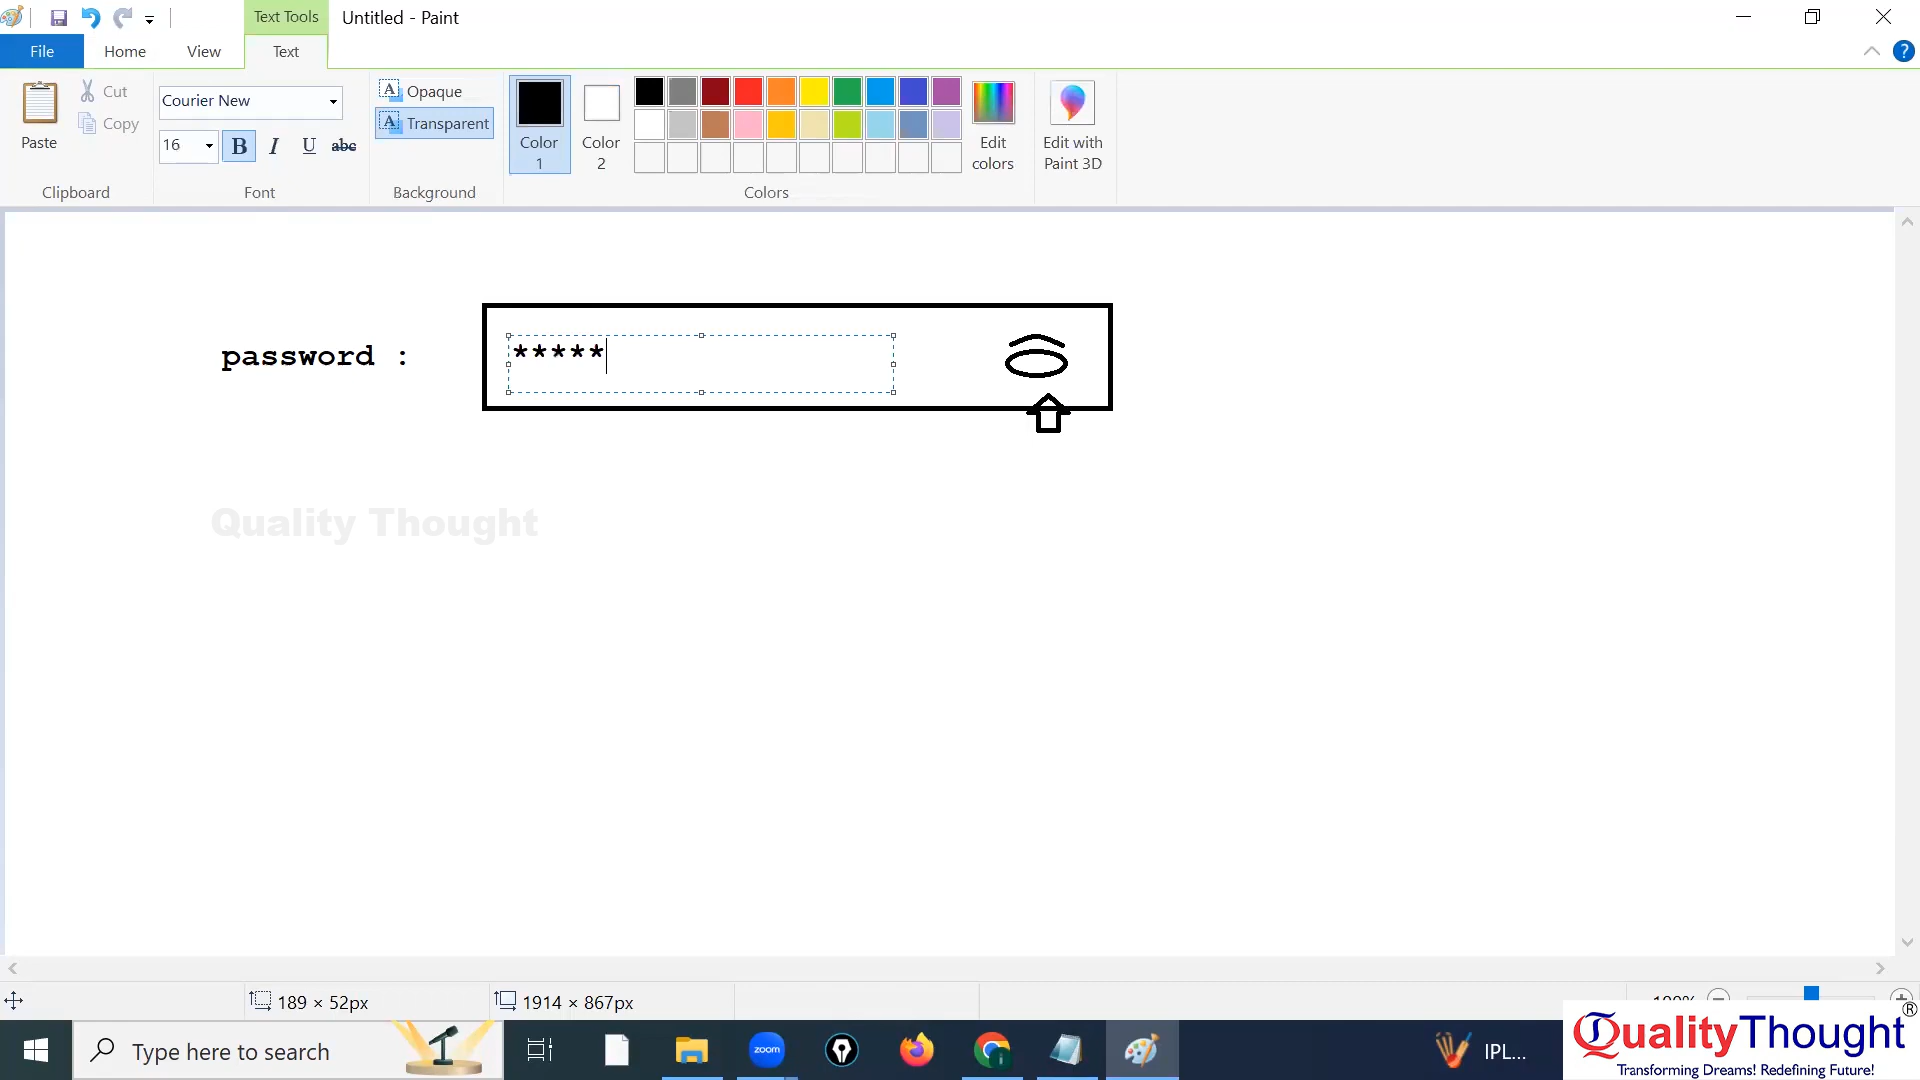 Text Tools
Untitled - Paint
File
Home
View
Text
Paste
Cut
Copy
Clipboard
Courier New
16
B
I
U
abc
Font
A Opaque
A Transparent
Background
Color
1
Color
2
Edit
colors
Colors
Edit with
Paint 3D
password :
*****
Quality Thought
189 × 52px
1914 × 867px
100%
Type here to search
zoom
IPL...
QualityThought®
Transforming Dreams! Redefining Future!